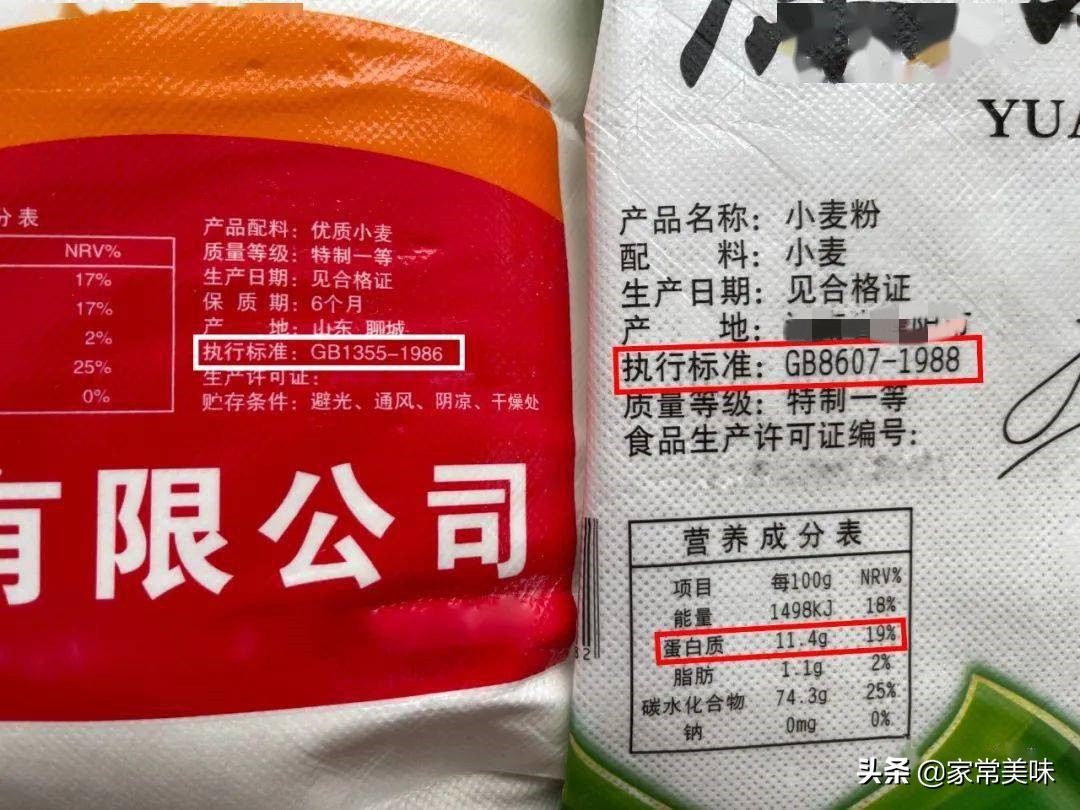 分表
NRV%
17%
17%
2%
25%
0%
产品配料：优质小麦
质量等级：特制一等
生产日期：见合格证
保质期：6个月
产地：山东 聊城
执行标准：GB1355-1986
生产许可证：
贮存条件：避光、通风、阴凉、干燥处
有限公司
YUA
产品名称：小麦粉
配料：小麦
生产日期：见合格证
产地：
执行标准：GB8607-1988
质量等级：特制一等
食品生产许可证编号：
营养成分表
项目 每100g NRV%
能量 1498KJ 18%
蛋白质 11.4g 19%
脂肪 1.1g 2%
碳水化合物 74.3g 25%
钠 0mg 0%
头条 @家常美味